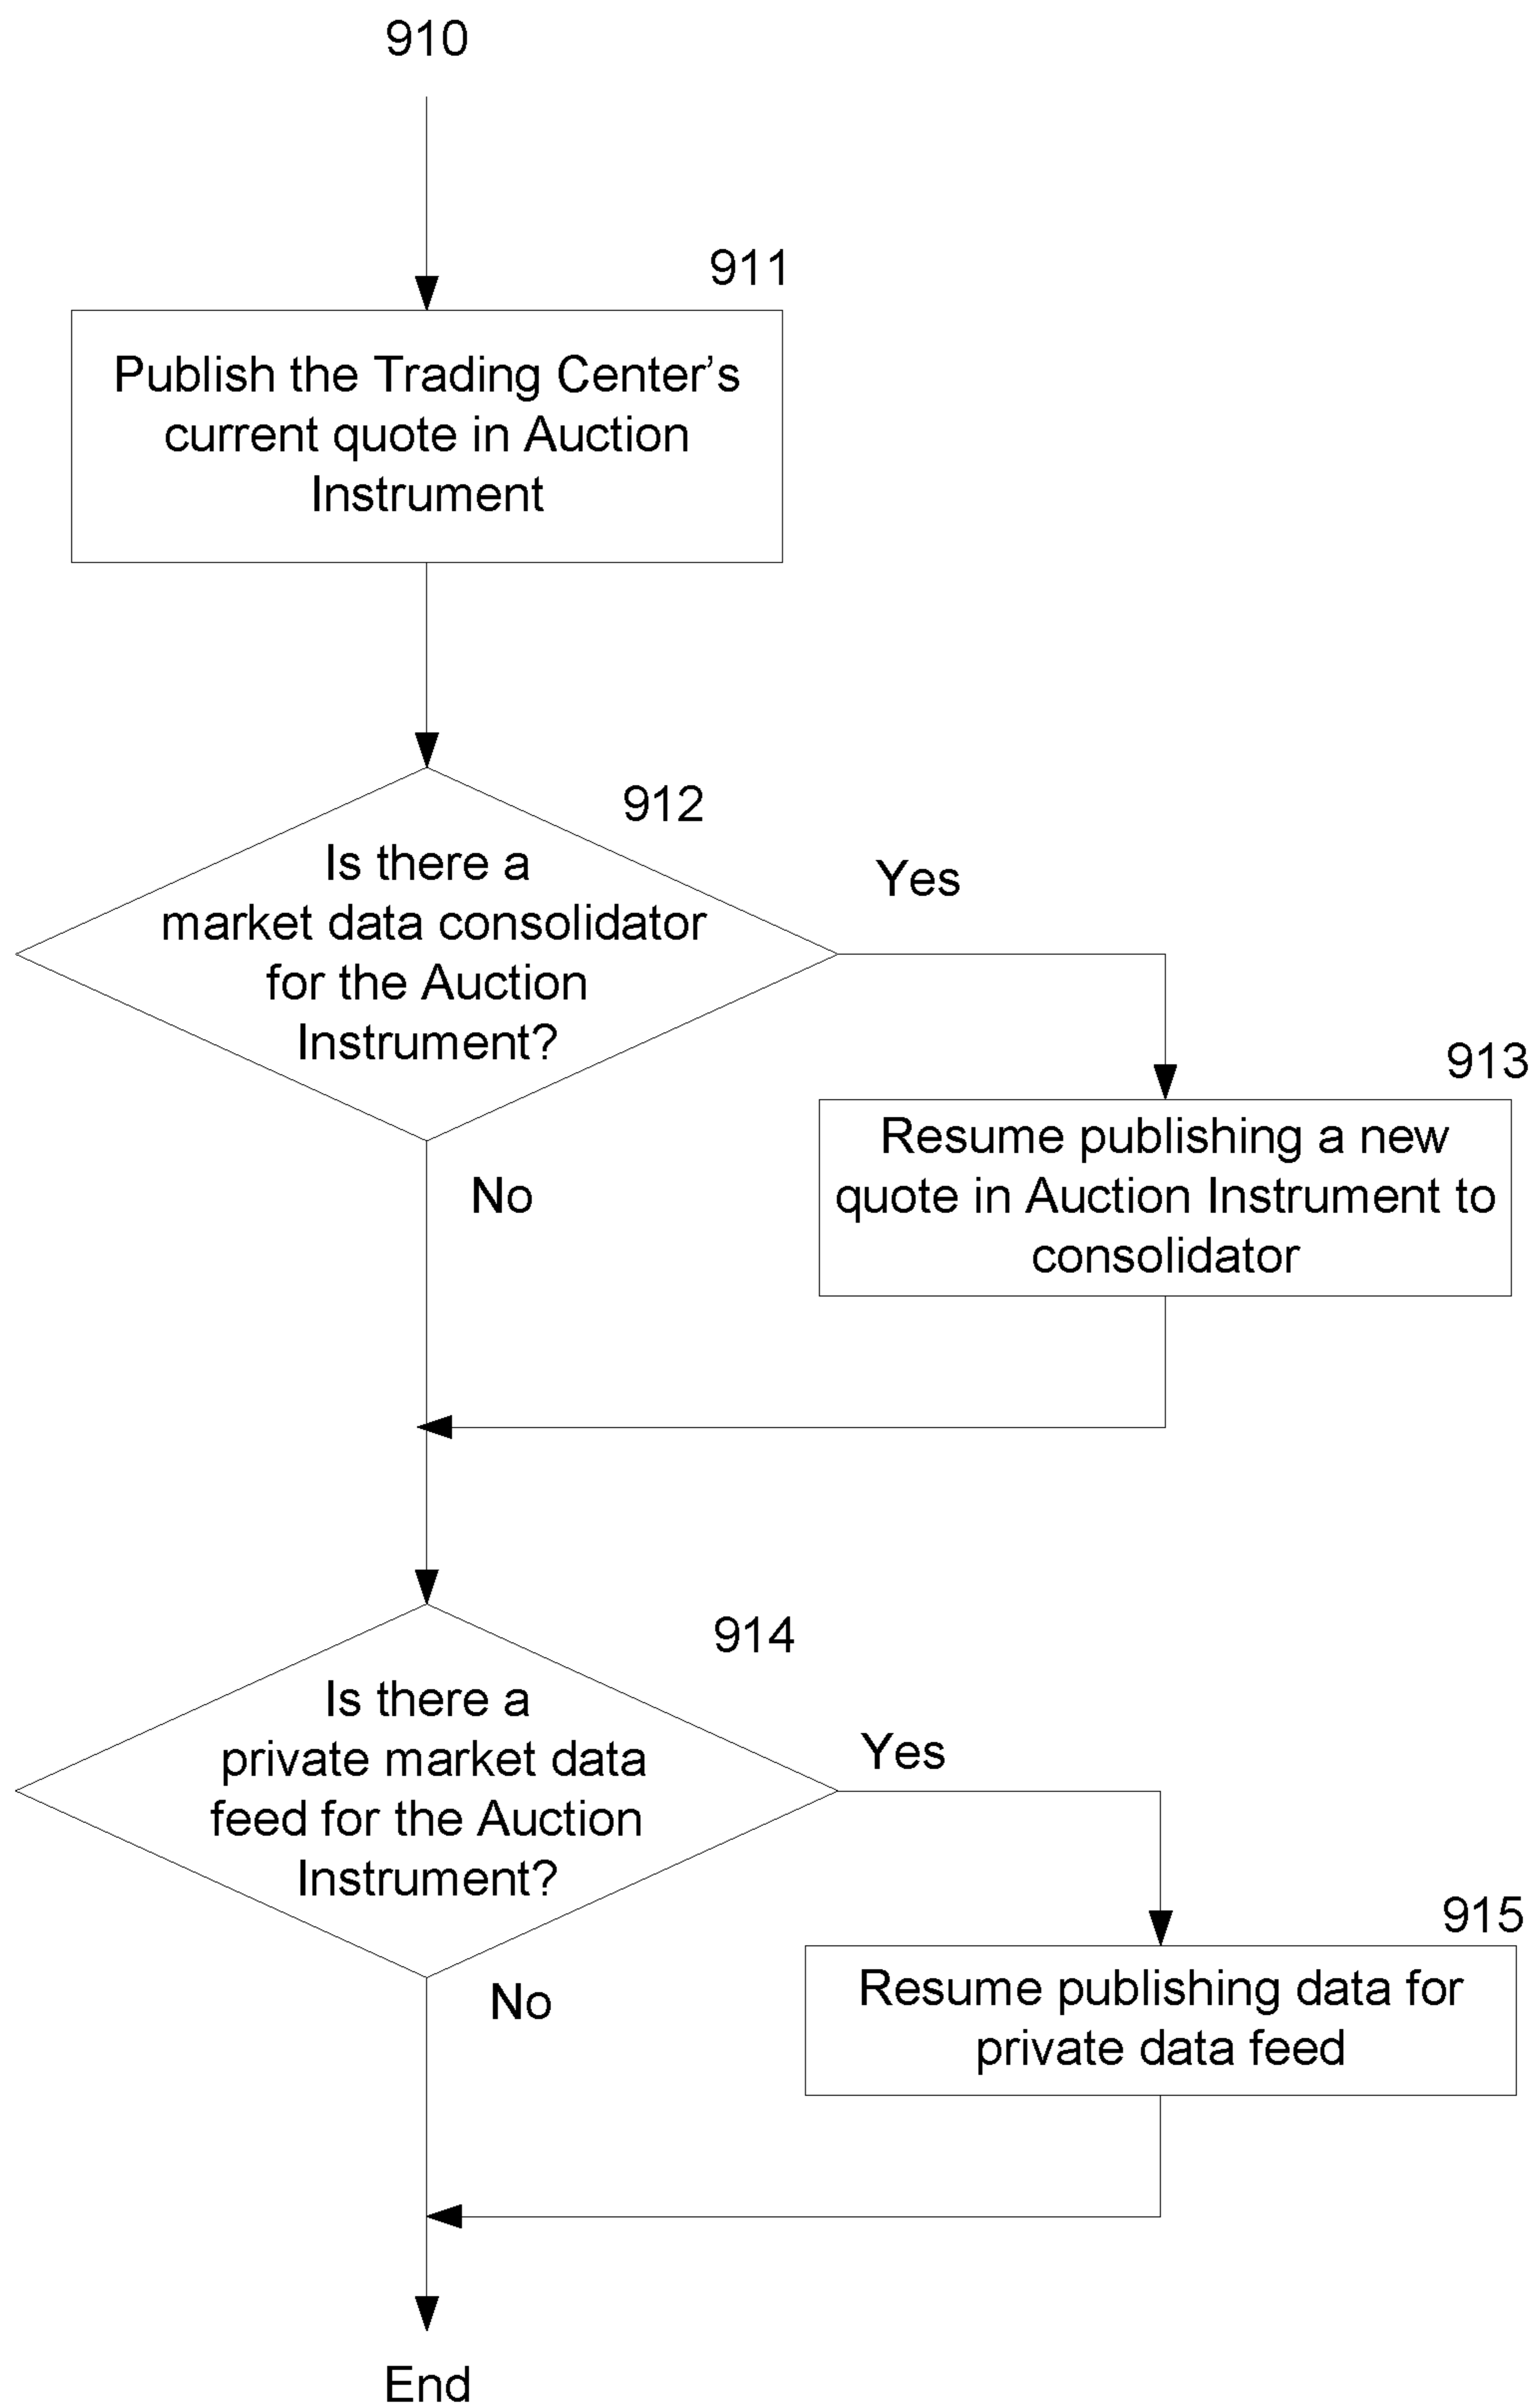 910
911
Publish the Trading Center’s
current quote in Auction
Instrument
912
Is there a
market data consolidator
for the Auction
Instrument?
Yes
No
913
Resume publishing a new
quote in Auction Instrument to
consolidator
914
Is there a
private market data
feed for the Auction
Instrument?
Yes
No
915
Resume publishing data for
private data feed
End